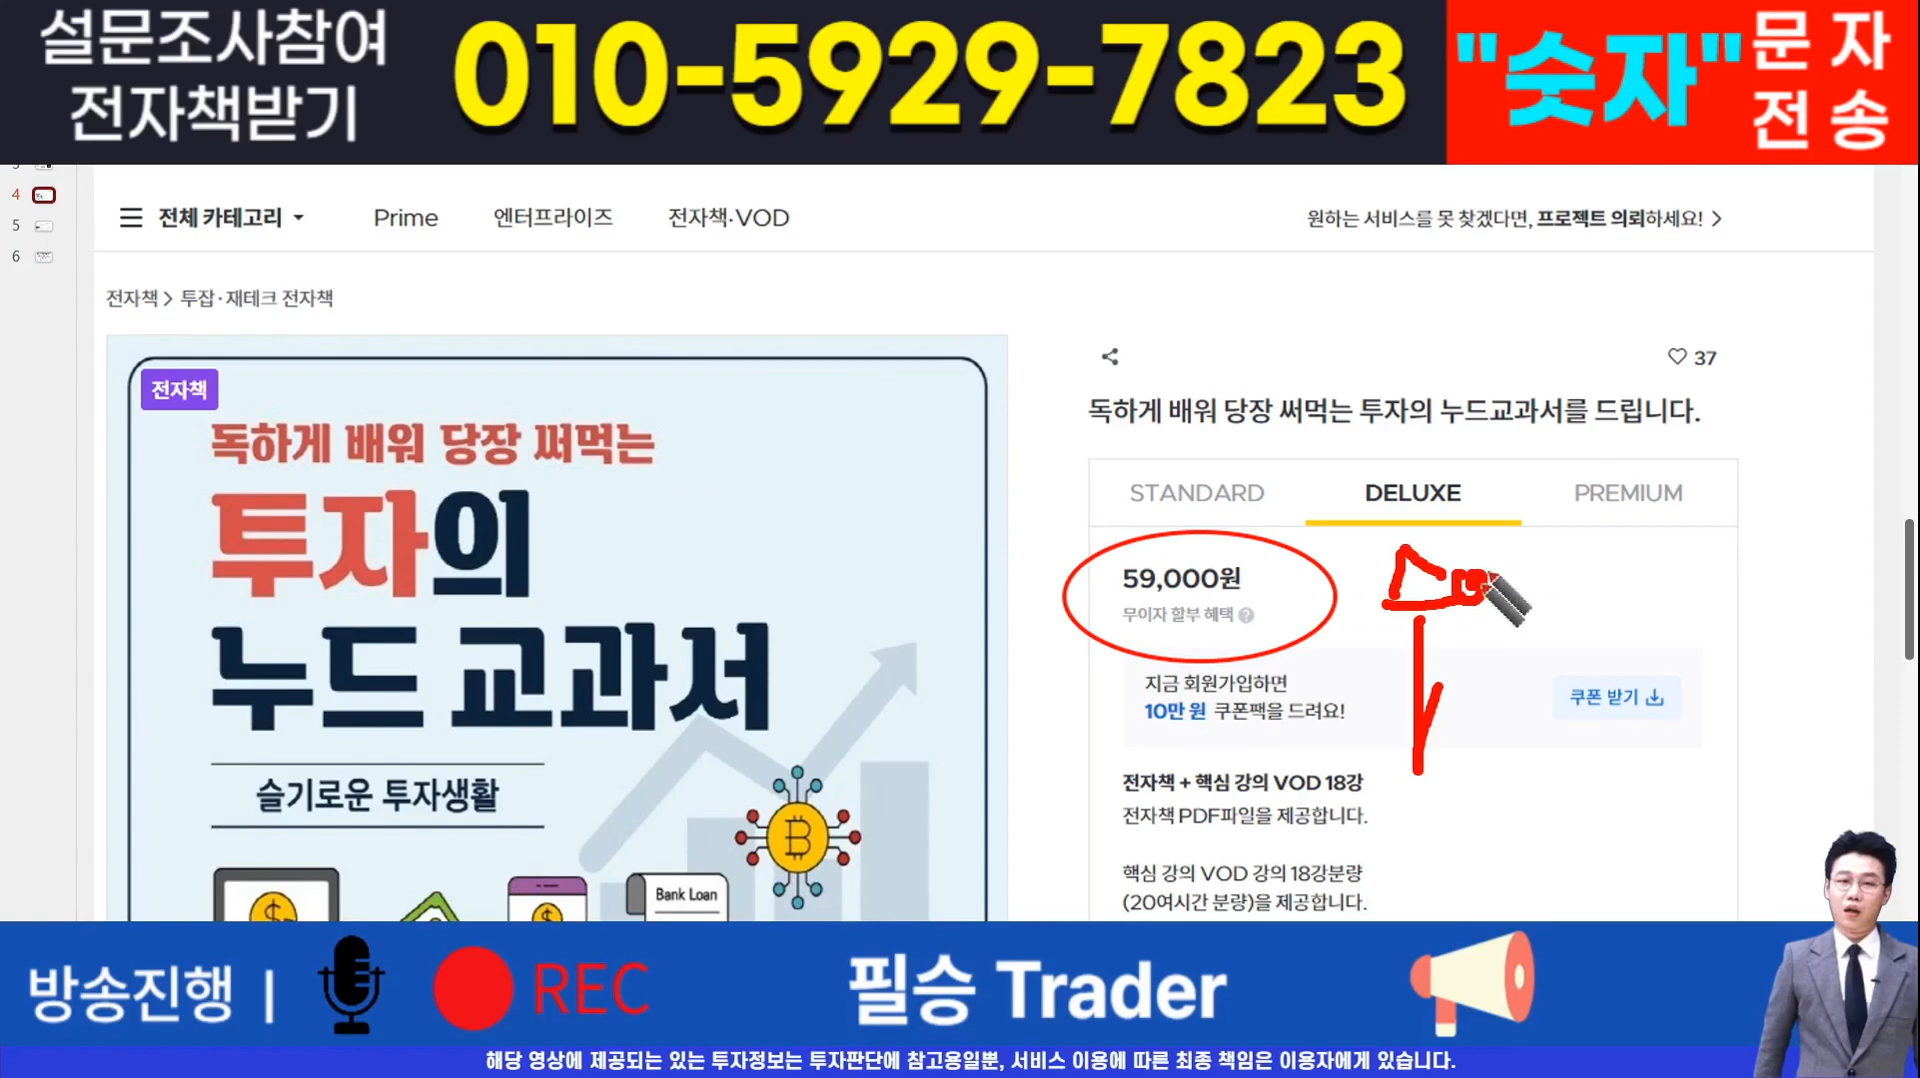 설문조사참여
전자책받기
010-5929-7823
"숫자"
문자
전송
4
5
6
전체 카테고리
Prime
엔터프라이즈
전자책·VOD
원하는 서비스를 못 찾겠다면, 프로젝트 의뢰하세요!
전자책 > 투잡·재테크 전자책
전자책
독하게 배워 당장 써먹는
투자의
누드 교과서
슬기로운 투자생활
Bank Loan
37
독하게 배워 당장 써먹는 투자의 누드교과서를 드립니다.
STANDARD
DELUXE
PREMIUM
59,000원
무이자 할부 혜택
지금 회원가입하면
10만 원 쿠폰팩을 드려요!
쿠폰 받기
전자책 + 핵심 강의 VOD 18강
전자책 PDF파일을 제공합니다.
핵심 강의 VOD 강의 18강분량
(20여시간 분량)을 제공합니다.
방송진행 |
REC
필승 Trader
해당 영상에 제공되는 있는 투자정보는 투자판단에 참고용일뿐, 서비스 이용에 따른 최종 책임은 이용자에게 있습니다.